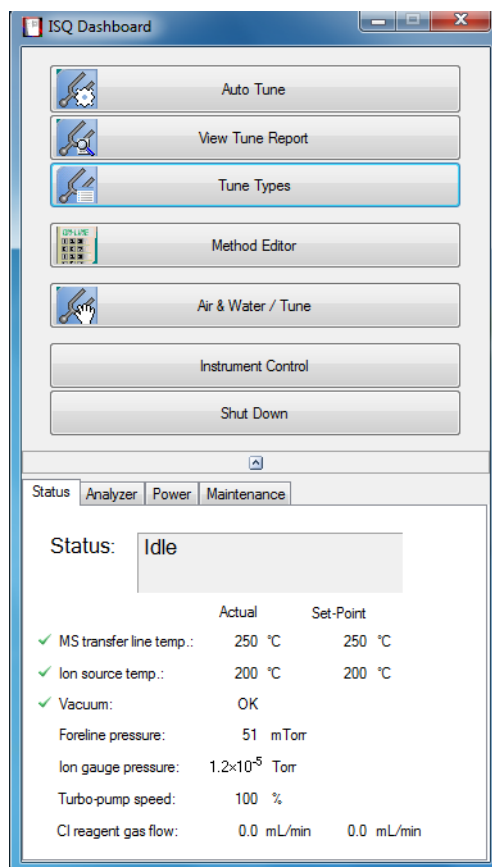 ISQ Dashboard
Auto Tune
View Tune Report
Tune Types
Method Editor
Air & Water / Tune
Instrument Control
Shut Down
Status Analyzer Power Maintenance
Status: Idle
Actual Set-Point
MS transfer line temp.: 250 °C 250 °C
Ion source temp.: 200 °C 200 °C
Vacuum: OK
Foreline pressure: 51 mTorr
Ion gauge pressure: 1.2×10⁻⁵ Torr
Turbo-pump speed: 100 %
CI reagent gas flow: 0.0 mL/min 0.0 mL/min